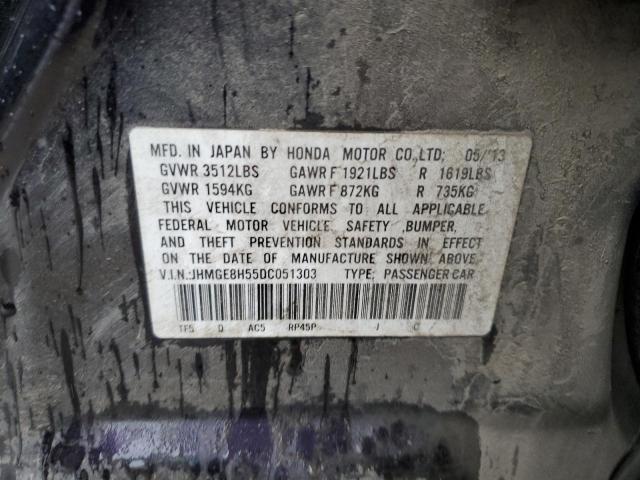 MFD. IN JAPAN BY HONDA MOTOR CO.,LTD. 05/'13
GVWR 3512LBS GAWR F 1921LBS R 1619LBS
GVWR 1594KG GAWR F 872KG R 735KG
THIS VEHICLE CONFORMS TO ALL APPLICABLE
FEDERAL MOTOR VEHICLE SAFETY ,BUMPER,
AND THEFT PREVENTION STANDARDS IN EFFECT
ON THE DATE OF MANUFACTURE SHOWN ABOVE.
V.I.N.:JHMGE8H55DC051303 TYPE: PASSENGER CAR
TF5 D AC5 RP45P J C